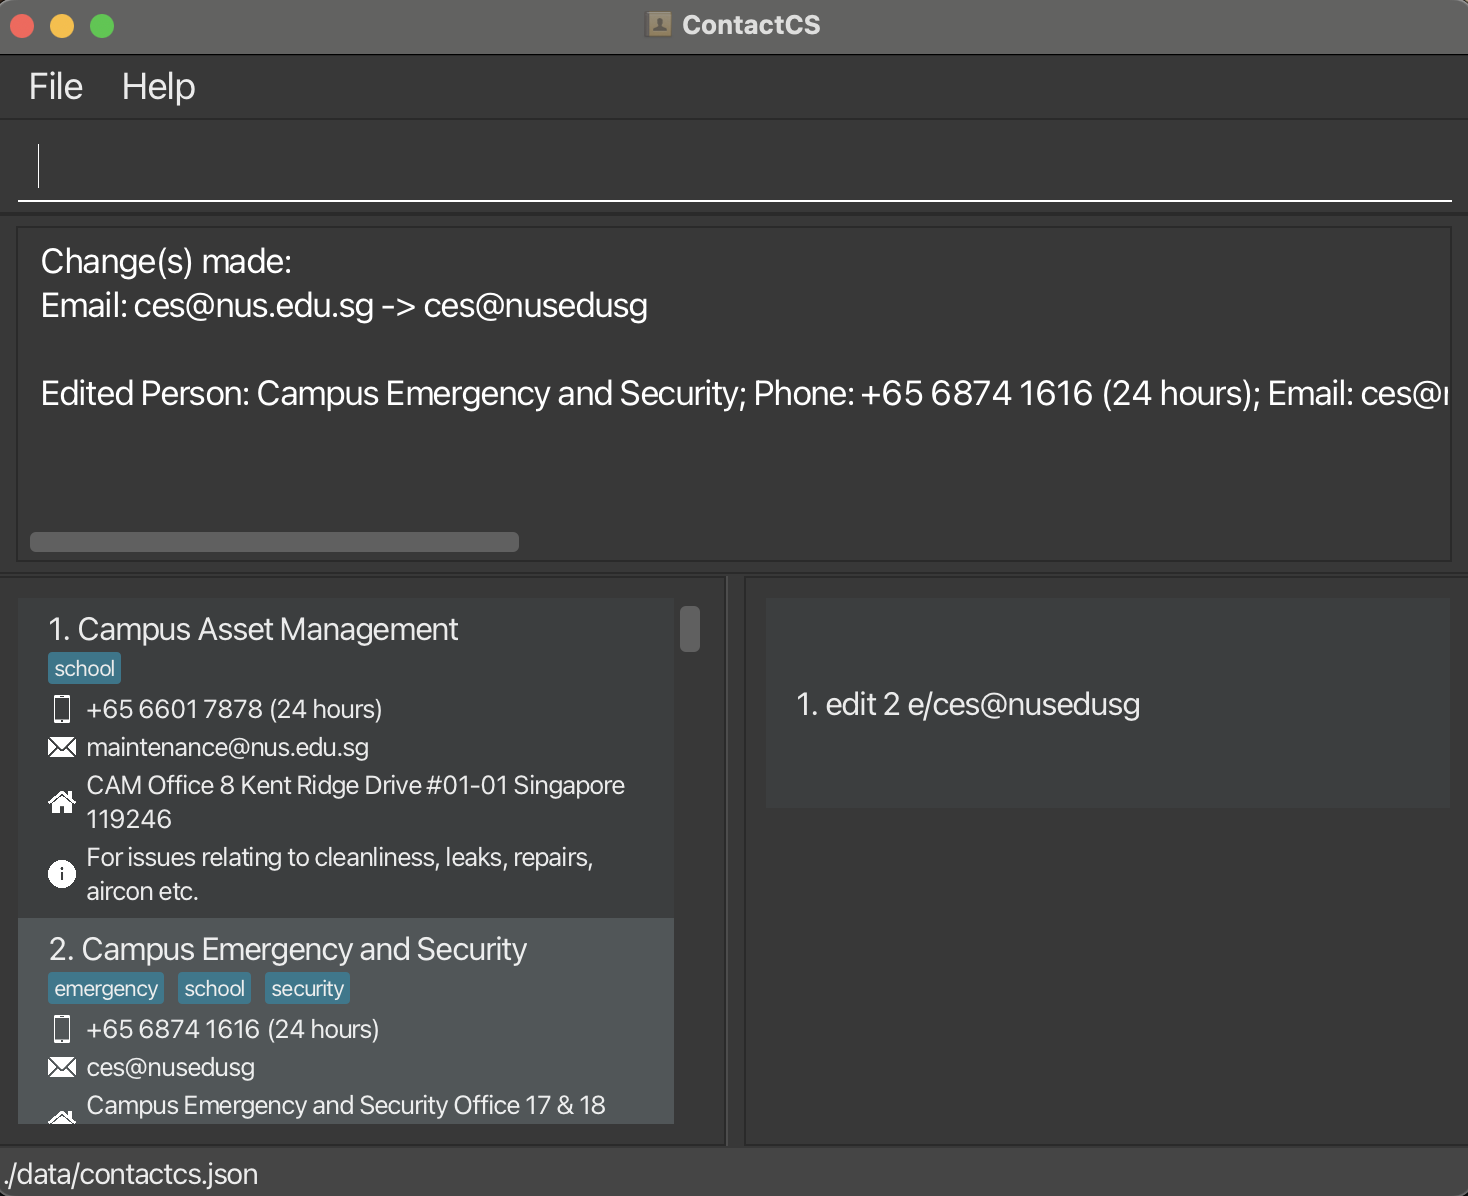 ContactCS
File Help
Change(s) made:
Email: ces@nus.edu.sg -> ces@nusedusg
Edited Person: Campus Emergency and Security; Phone: +65 6874 1616 (24 hours); Email: ces@
1. Campus Asset Management
school
+65 6601 7878 (24 hours)
maintenance@nus.edu.sg
CAM Office 8 Kent Ridge Drive #01-01 Singapore
119246
For issues relating to cleanliness, leaks, repairs,
aircon etc.
2. Campus Emergency and Security
emergency school security
+65 6874 1616 (24 hours)
ces@nusedusg
Campus Emergency and Security Office 17 & 18
1. edit 2 e/ces@nusedusg
./data/contactcs.json